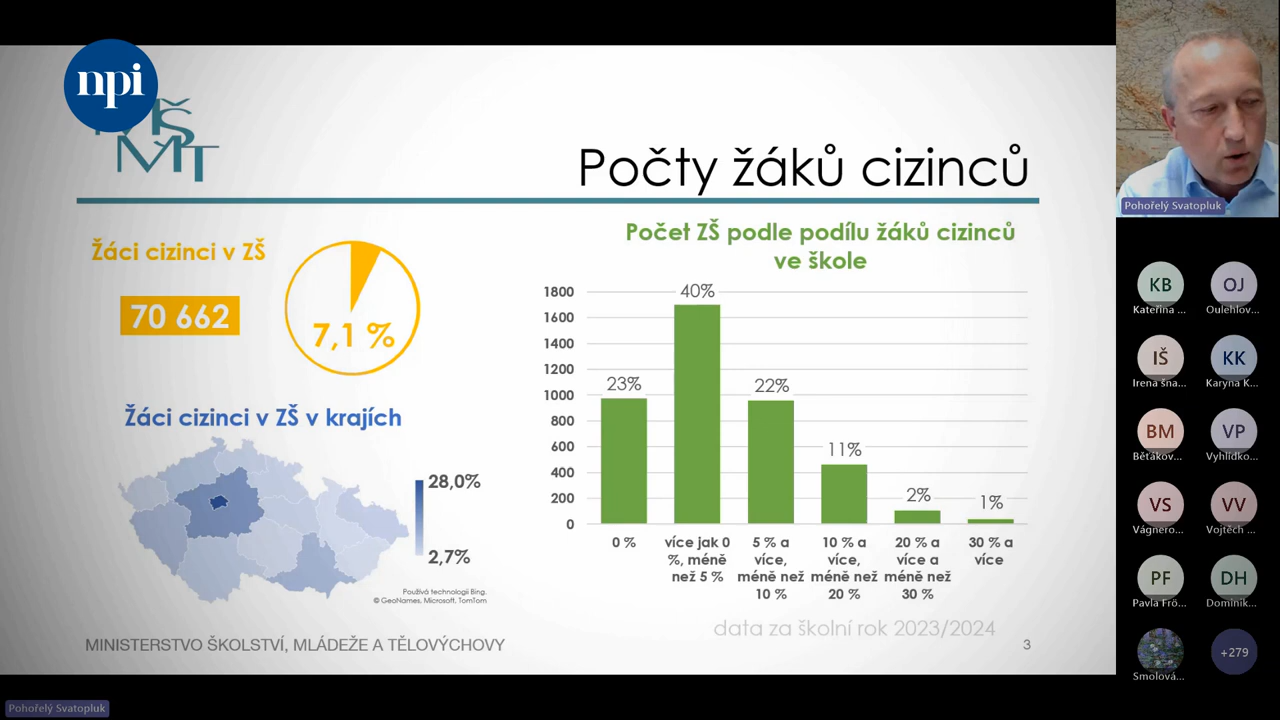 npi
MŠMT
Počty žáků cizinců
Žáci cizinci v ZŠ
70 662
7,1 %
Žáci cizinci v ZŠ v krajích
28,0%
2,7%
Používá technologii Bing.
© GeoNames, Microsoft, TomTom
Počet ZŠ podle podílu žáků cizinců
ve škole
1800
1600
1400
1200
1000
800
600
400
200
0
23%
40%
22%
11%
2%
1%
0 %
více jak 0
%, méně
než 5 %
5 % a
více,
méně než
10 %
10 % a
více,
méně než
20 %
20 % a
více a
méně než
30 %
30 % a
více
data za školní rok 2023/2024
MINISTERSTVO ŠKOLSTVÍ, MLÁDEŽE A TĚLOVÝCHOVY
3
Pohořelý Svatopluk
KB
Kateřina ...
OJ
Oulehlov...
IŠ
Irena šna...
KK
Karyna K...
BM
Bětákov...
VP
Vyhlídko...
VS
Vágnero...
VV
Vojtěch ...
PF
Pavla Frö...
DH
Dominik...
Smolová...
+279
Pohořelý Svatopluk